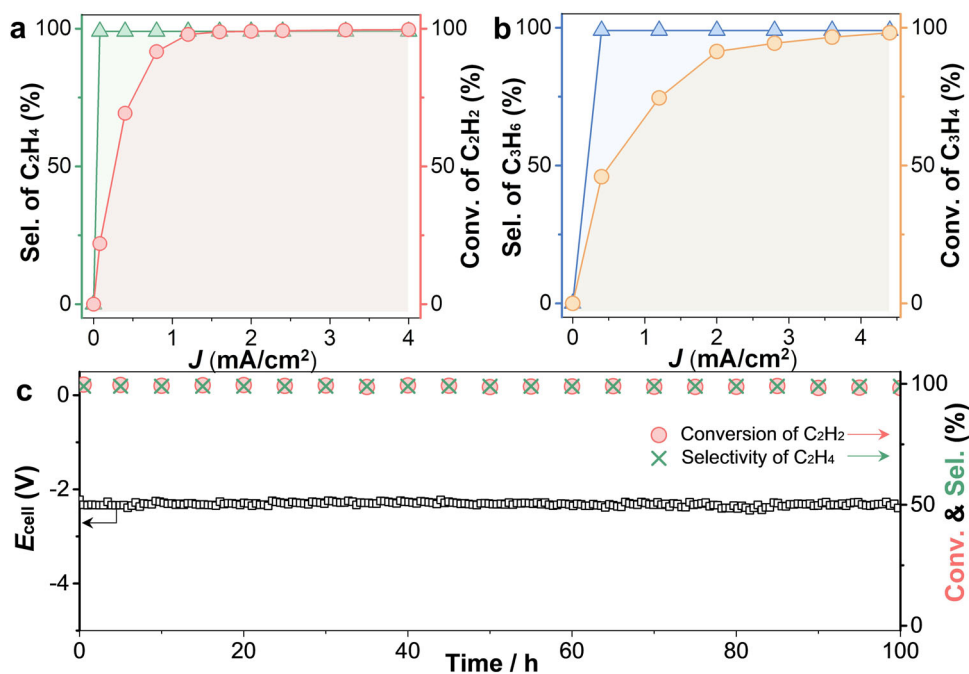 a
Sel. of C₂H₄ (%)
100
50
0
0 1 2 3 4
J (mA/cm²)
100
50
0
Conv. of C₂H₂ (%)
b
Sel. of C₃H₆ (%)
100
50
0
0 1 2 3 4
J (mA/cm²)
100
50
0
Conv. of C₃H₄ (%)
c
Ecell (V)
0
-2
-4
Conversion of C₂H₂
Selectivity of C₂H₄
100
50
0
Conv. & Sel. (%)
0 20 40 60 80 100
Time / h